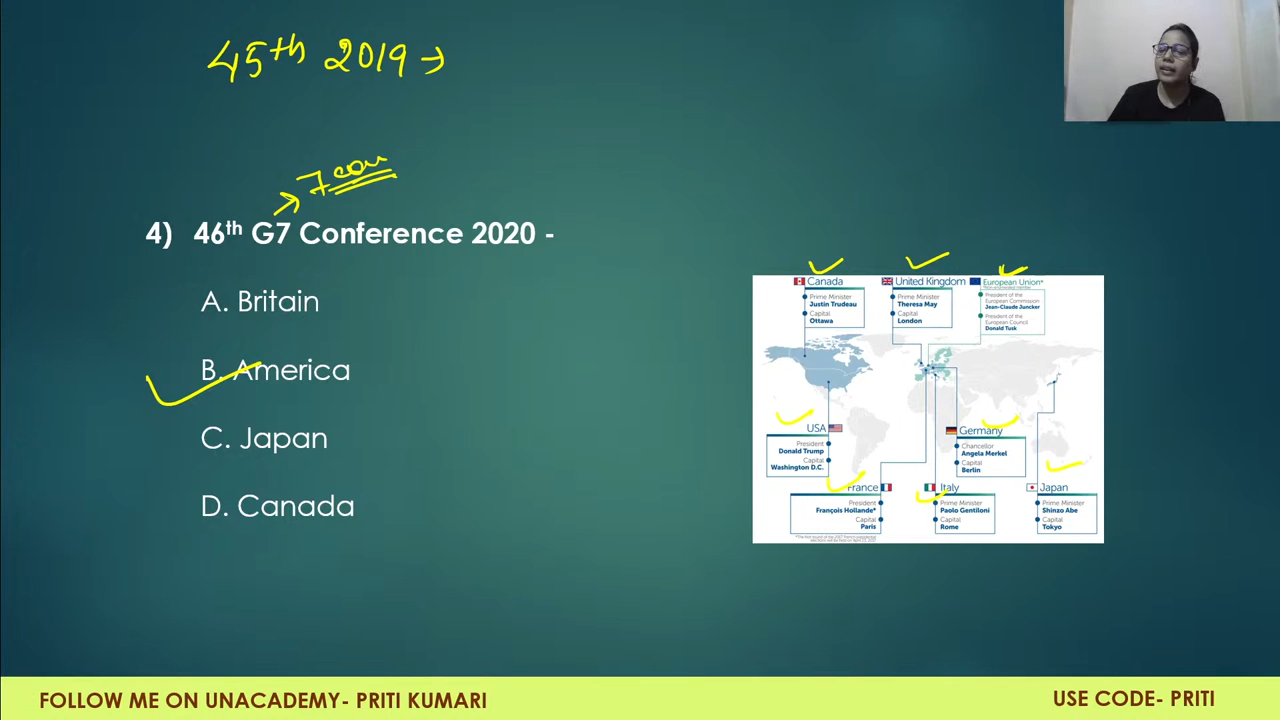 45th 2019 →
→ 7 cou
4) 46th G7 Conference 2020 -
A. Britain
B. America
C. Japan
D. Canada
Canada
Prime Minister
Justin Trudeau
Capital
Ottawa
United Kingdom
Prime Minister
Theresa May
Capital
London
European Union*
President of the
European Commission
Jean-Claude Juncker
President of the
European Council
Donald Tusk
USA
President
Donald Trump
Capital
Washington D.C.
Germany
Chancellor
Angela Merkel
Capital
Berlin
France
President
François Hollande*
Capital
Paris
Italy
Prime Minister
Paolo Gentiloni
Capital
Rome
Japan
Prime Minister
Shinzo Abe
Capital
Tokyo
FOLLOW ME ON UNACADEMY- PRITI KUMARI
USE CODE- PRITI